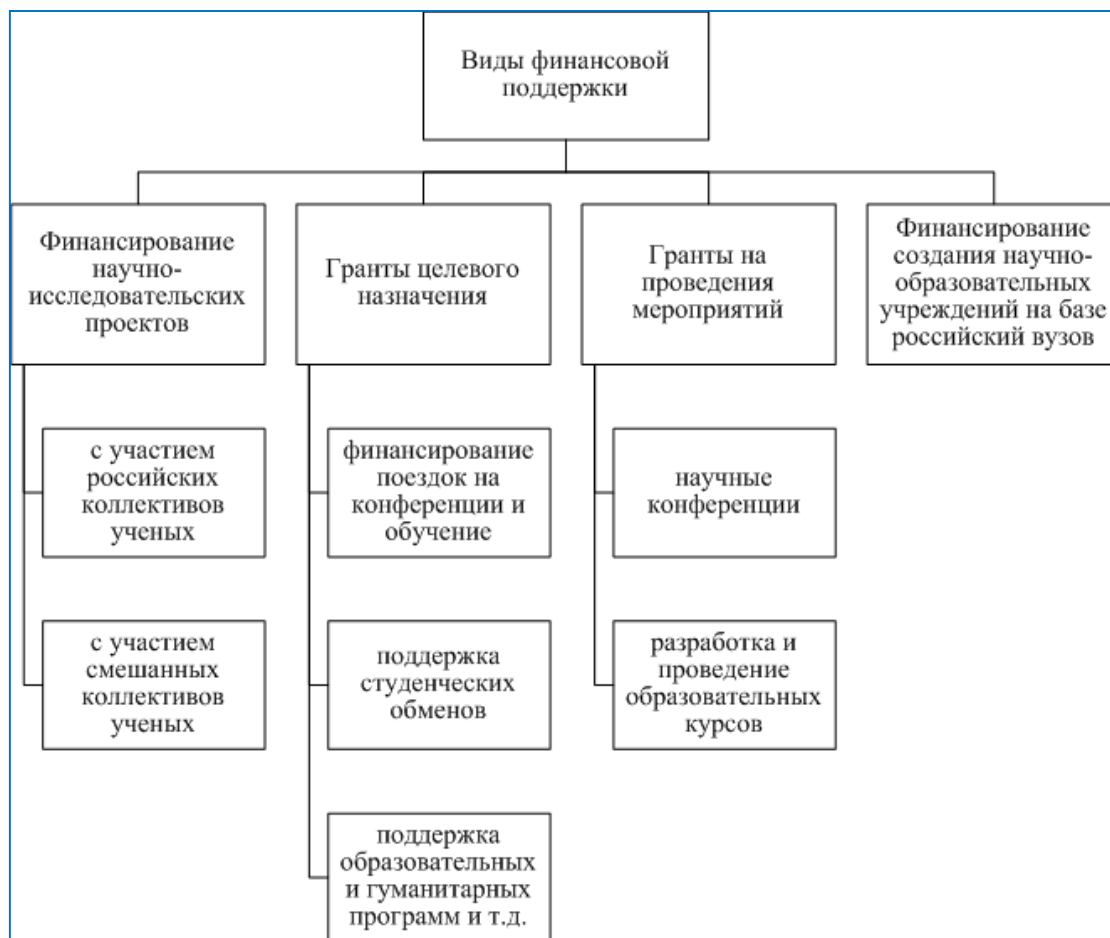 Виды финансовой
поддержки
Финансирование
научно-
исследовательских
проектов
Гранты целевого
назначения
Гранты на
проведения
мероприятий
Финансирование
создания научно-
образовательных
учреждений на базе
российский вузов
с участием
российских
коллективов
ученых
финансирование
поездок на
конференции и
обучение
научные
конференции
с участием
смешанных
коллективов
ученых
поддержка
студенческих
обменов
разработка и
проведение
образовательных
курсов
поддержка
образовательных
и гуманитарных
программ и т.д.